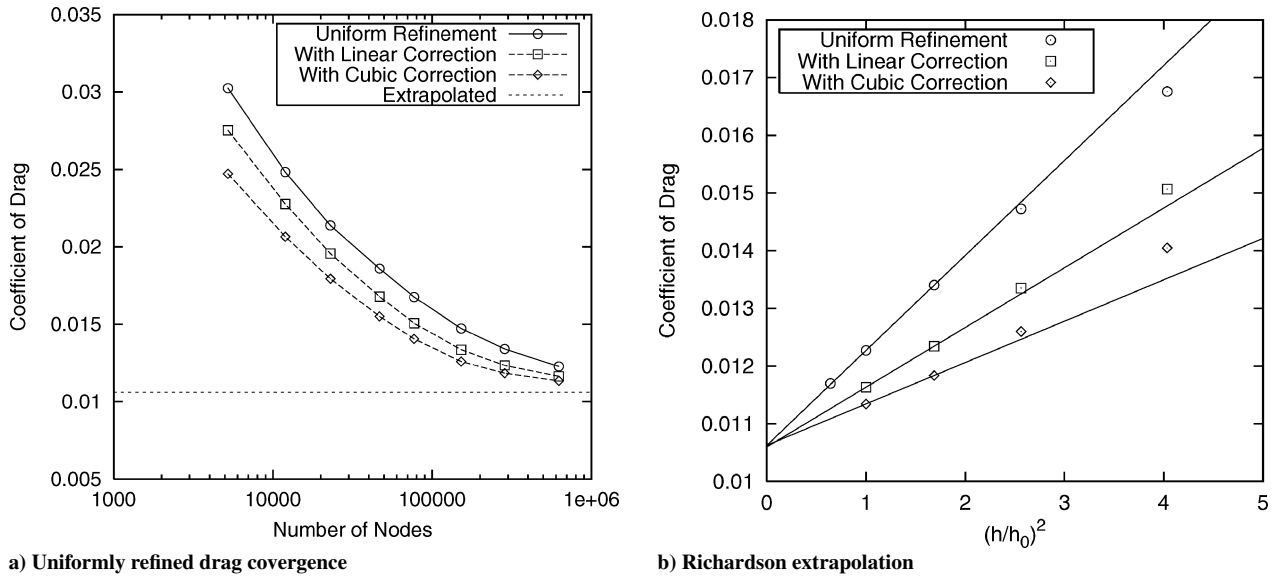 0.035
0.03
0.025
0.02
0.015
0.01
0.005
1000
10000
100000
1e+06
Coefficient of Drag
Number of Nodes
Uniform Refinement
With Linear Correction
With Cubic Correction
Extrapolated
a) Uniformly refined drag covergence
0.018
0.017
0.016
0.015
0.014
0.013
0.012
0.011
0.01
0
1
2
3
4
5
Coefficient of Drag
(h/h₀)²
Uniform Refinement
With Linear Correction
With Cubic Correction
b) Richardson extrapolation